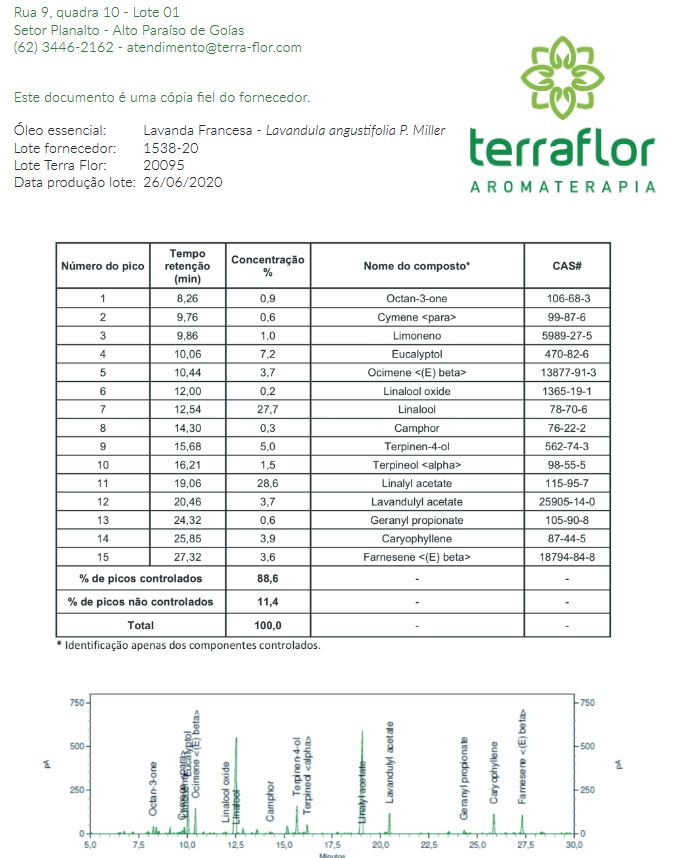 Rua 9, quadra 10 - Lote 01
Setor Planalto - Alto Paraíso de Goías
(62) 3446-2162 - atendimento@terra-flor.com
Este documento é uma cópia fiel do fornecedor.
Óleo essencial: Lavanda Francesa - Lavandula angustifolia P. Miller
Lote fornecedor: 1538-20
Lote Terra Flor: 20095
Data produção lote: 26/06/2020
terraflor
AROMATERAPIA
Número do pico Tempo retenção (min) Concentração % Nome do composto* CAS#
1 8,26 0,9 Octan-3-one 106-68-3
2 9,76 0,6 Cymene <para> 99-87-6
3 9,86 1,0 Limoneno 5989-27-5
4 10,06 7,2 Eucalyptol 470-82-6
5 10,44 3,7 Ocimene <(E) beta> 13877-91-3
6 12,00 0,2 Linalool oxide 1365-19-1
7 12,54 27,7 Linalool 78-70-6
8 14,30 0,3 Camphor 76-22-2
9 15,68 5,0 Terpinen-4-ol 562-74-3
10 16,21 1,5 Terpineol <alpha> 98-55-5
11 19,06 28,6 Linalyl acetate 115-95-7
12 20,46 3,7 Lavandulyl acetate 25905-14-0
13 24,32 0,6 Geranyl propionate 105-90-8
14 25,85 3,9 Caryophyllene 87-44-5
15 27,32 3,6 Farnesene <(E) beta> 18794-84-8
% de picos controlados 88,6 - -
% de picos não controlados 11,4 - -
Total 100,0 - -
* Identificação apenas dos componentes controlados.
750 750
500 500
250 250
0 0
pA pA
Octan-3-one
Eucalyptol
Ocimene <(E) beta>
Linalool oxide
Linalool
Camphor
Terpinen-4-ol
Terpineol <alpha>
Linalyl acetate
Lavandulyl acetate
Geranyl propionate
Caryophyllene
Farnesene <(E) beta>
5,0 7,5 10,0 12,5 15,0 17,5 20,0 22,5 25,0 27,5 30,0
Minutes